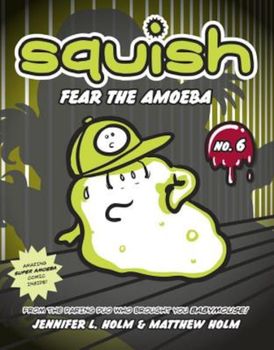 squish
FEAR THE AMOEBA
NO. 6
AMAZING
SUPER AMOEBA
COMIC
INSIDE!
FROM THE DARING DUO WHO BROUGHT YOU BABYMOUSE!
JENNIFER L. HOLM & MATTHEW HOLM